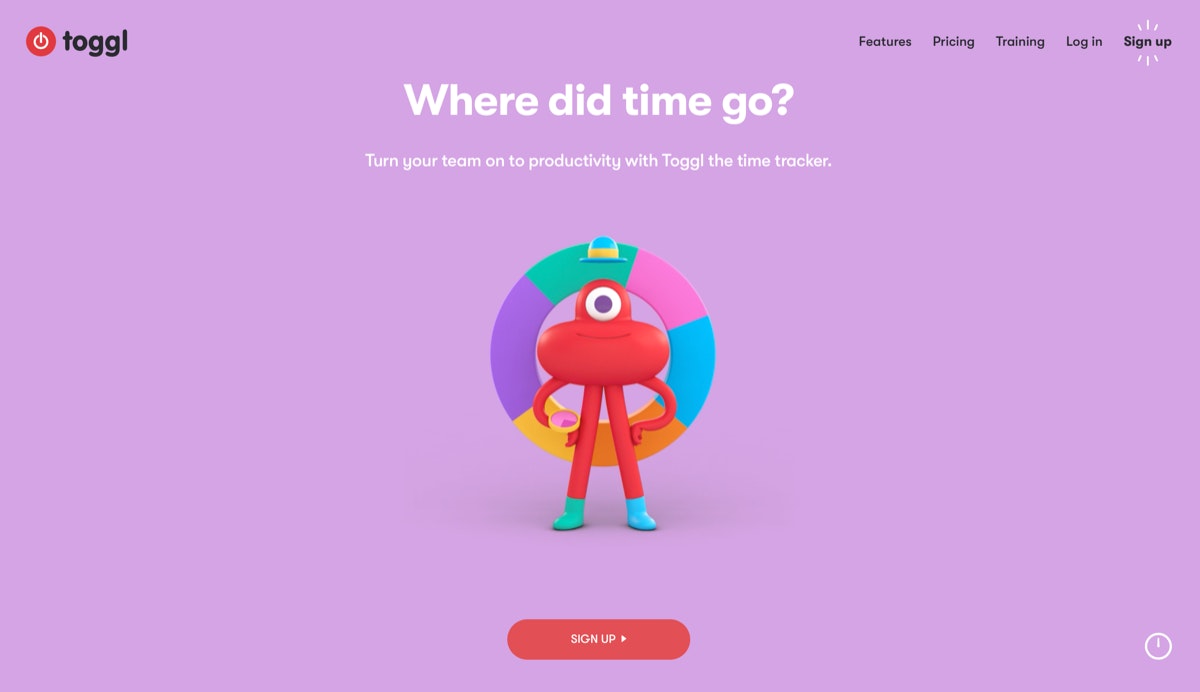 toggl
Features Pricing Training Log in Sign up
Where did time go?
Turn your team on to productivity with Toggl the time tracker.
SIGN UP